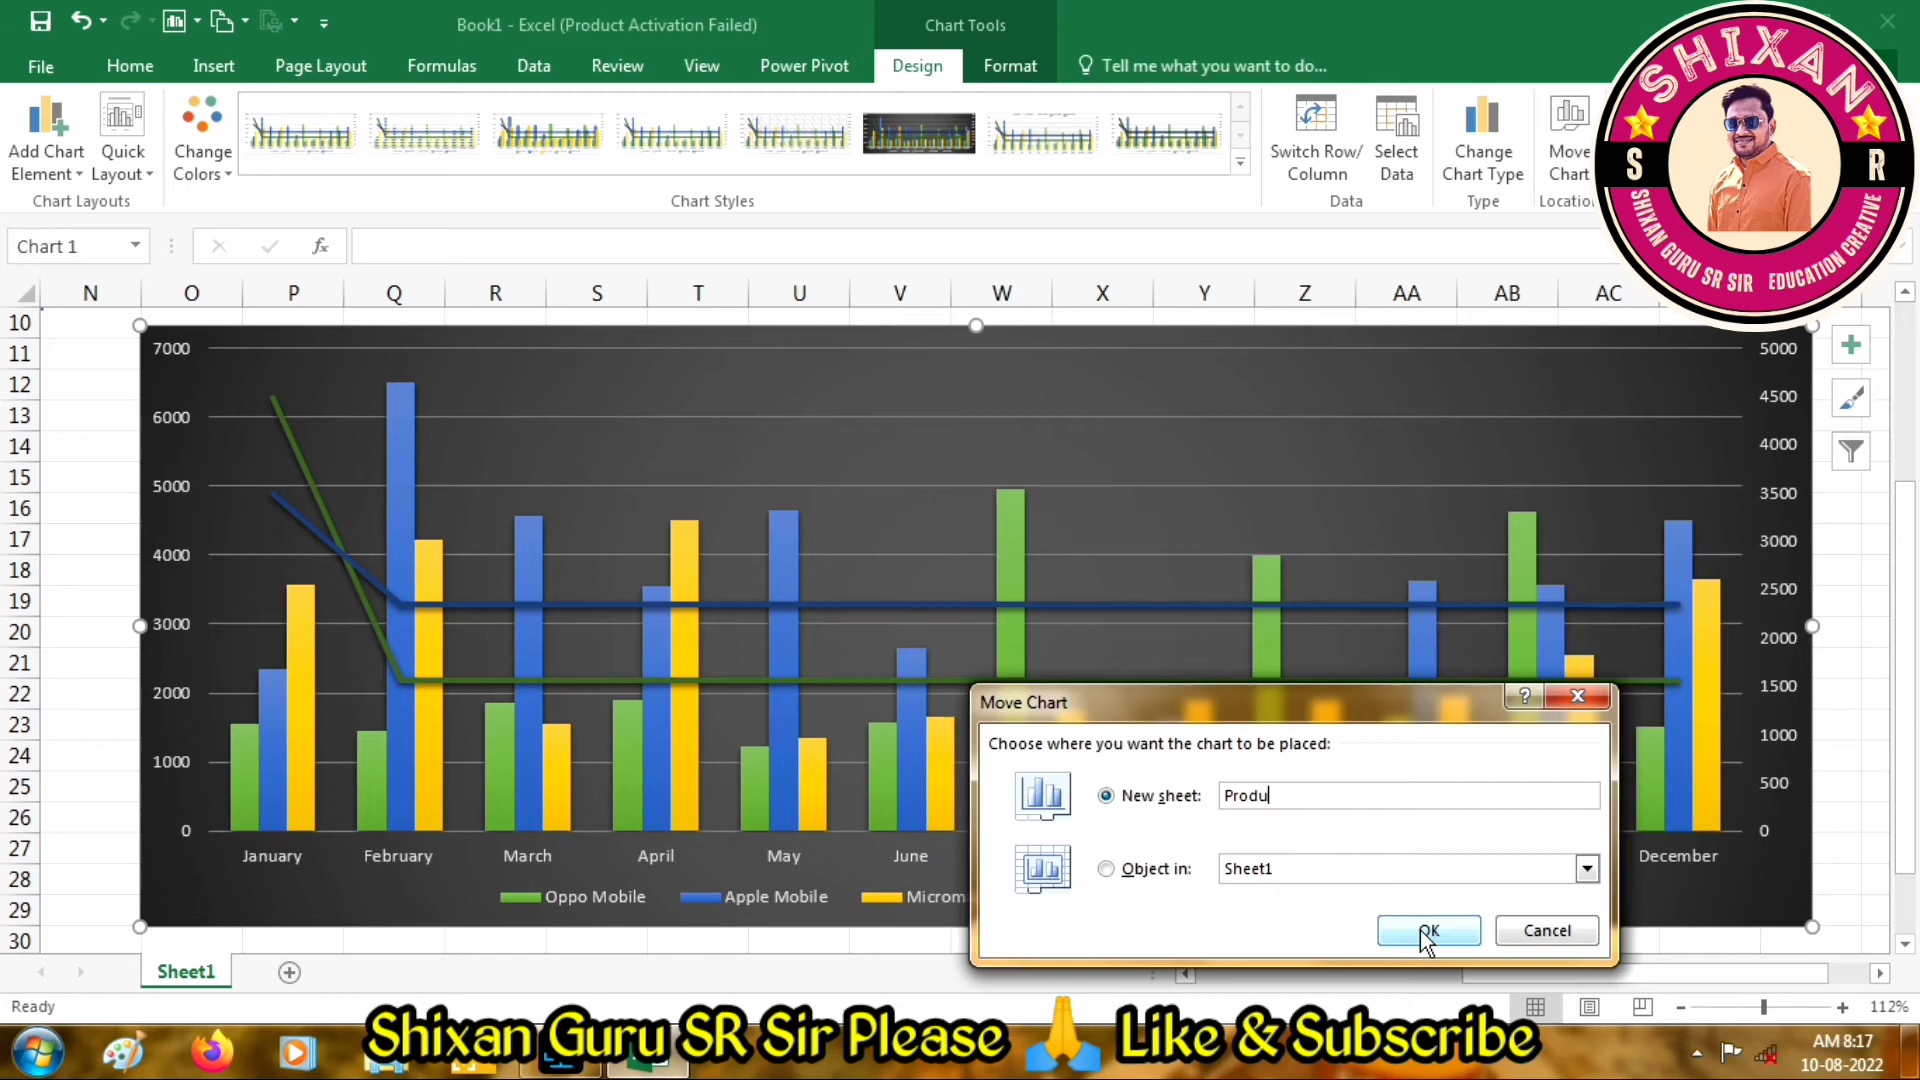 Book1 - Excel (Product Activation Failed)
Chart Tools
File Home Insert Page Layout Formulas Data Review View Power Pivot Design Format Tell me what you want to do...
Add Chart Element
Quick Layout
Change Colors
Switch Row/ Column
Select Data
Change Chart Type
Move Chart
Chart Layouts
Chart Styles
Data
Type
Location
SHIXAN
S R
SHIXAN GURU SR SIR EDUCATION CREATIVE
Chart 1
fx
N O P Q R S T U V W X Y Z AA AB AC
10
11
12
13
14
15
16
17
18
19
20
21
22
23
24
25
26
27
28
29
30
7000
6000
5000
4000
3000
2000
1000
0
5000
4500
4000
3500
3000
2500
2000
1500
1000
500
0
January February March April May June December
Oppo Mobile Apple Mobile Microm
Move Chart
?
Choose where you want the chart to be placed:
New sheet: Produ
Object in: Sheet1
OK Cancel
Sheet1
Ready
112%
Shixan Guru SR Sir Please 🙏 Like & Subscribe
AM 8:17
10-08-2022